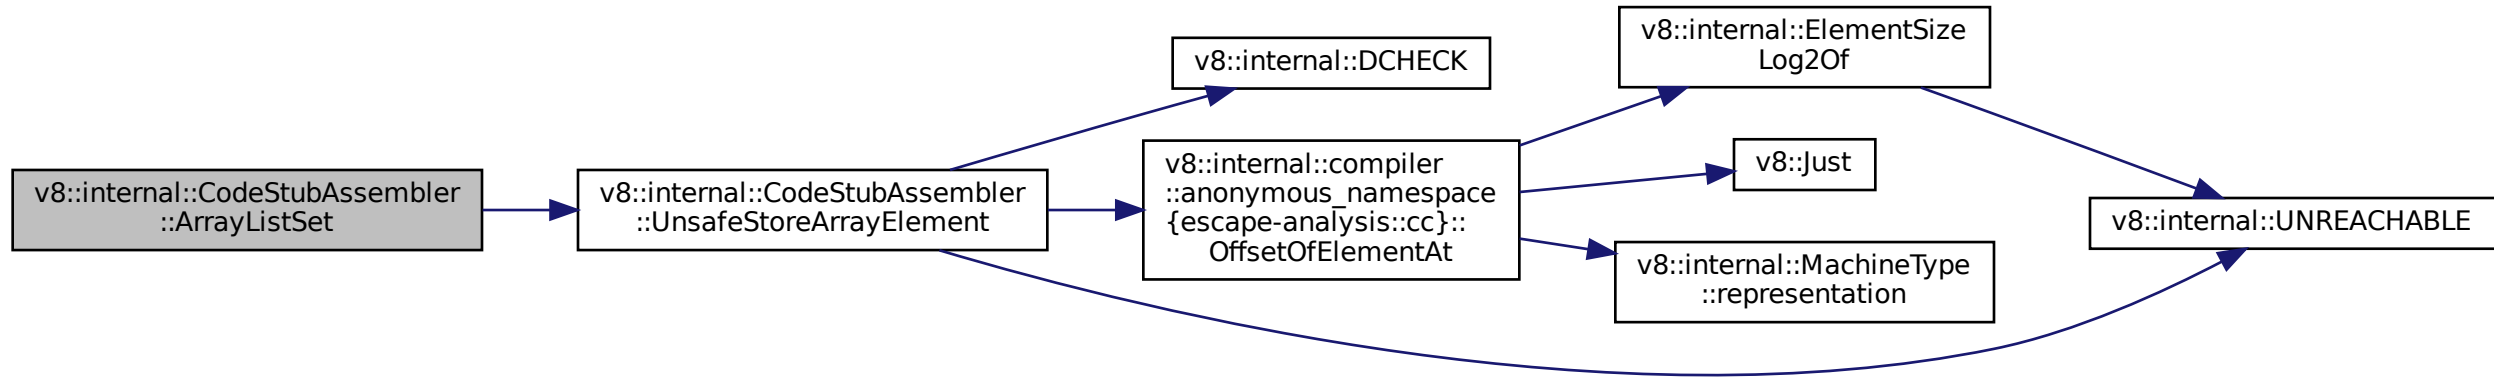 v8::internal::CodeStubAssembler
::ArrayListSet
v8::internal::CodeStubAssembler
::UnsafeStoreArrayElement
v8::internal::DCHECK
v8::internal::compiler
::anonymous_namespace
{escape-analysis::cc}::
OffsetOfElementAt
v8::internal::ElementSize
Log2Of
v8::Just
v8::internal::MachineType
::representation
v8::internal::UNREACHABLE